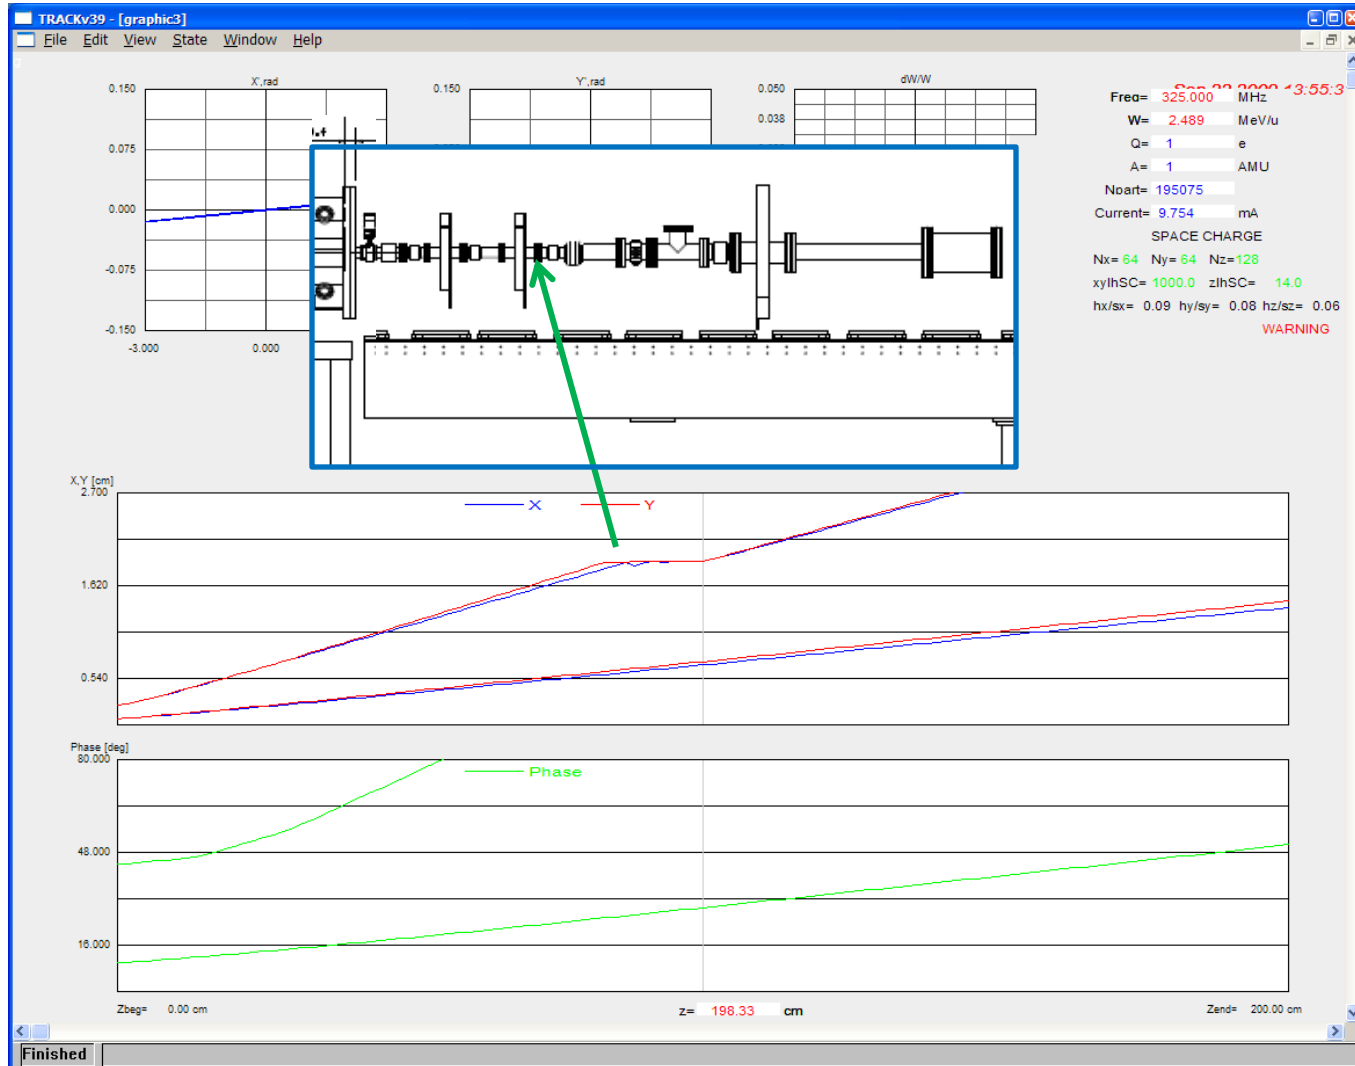 TRACKv39 - [graphic3]
File Edit View State Window Help
X',rad
Y',rad
dW/W
0.150
0.075
0.000
-0.075
-0.150
-3.000
0.000
0.150
0.050
0.038
13:55:3
Freq= 325.000 MHz
W= 2.489 MeV/u
Q= 1 e
A= 1 AMU
Npart= 195075
Current= 9.754 mA
SPACE CHARGE
Nx= 64 Ny= 64 Nz=128
xylhSC= 1000.0 zlhSC= 14.0
hx/sx= 0.09 hy/sy= 0.08 hz/sz= 0.06
WARNING
X,Y [cm]
2.700
1.620
0.540
X
Y
Phase [deg]
80.000
48.000
16.000
Phase
Zbeg= 0.00 cm
z= 198.33 cm
Zend= 200.00 cm
Finished